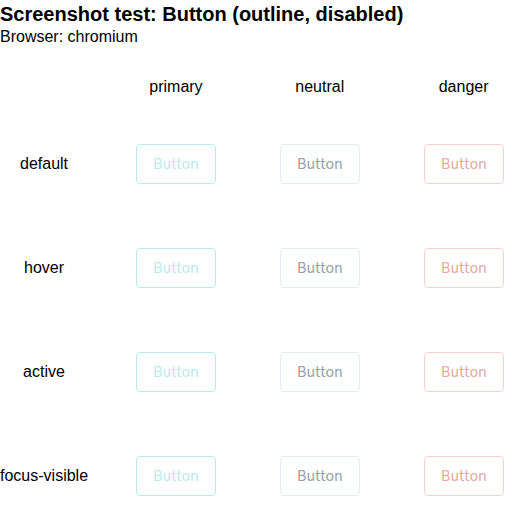 Screenshot test: Button (outline, disabled)
Browser: chromium
primary neutral danger
default Button Button Button
hover Button Button Button
active Button Button Button
focus-visible Button Button Button